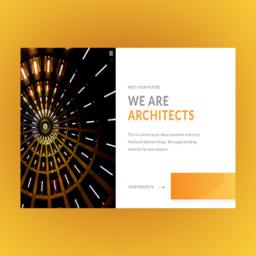 MEET YOUR FUTURE
WE ARE
ARCHITECTS
This is a lorem ipsum about awesome architects
that build abstract things. We supply building
materials for your projects.
VIEW PROJECTS